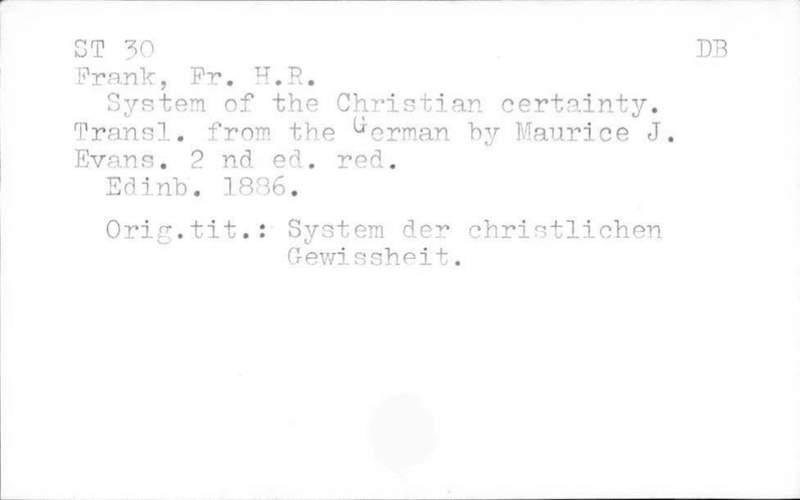 ST 30 DB
Frank, Fr. H.R.
System of the Christian certainty.
Transl. from the German by Maurice J.
Evans. 2 nd ed. red.
Edinb. 1886.
Orig.tit.: System der christlichen
Gewissheit.